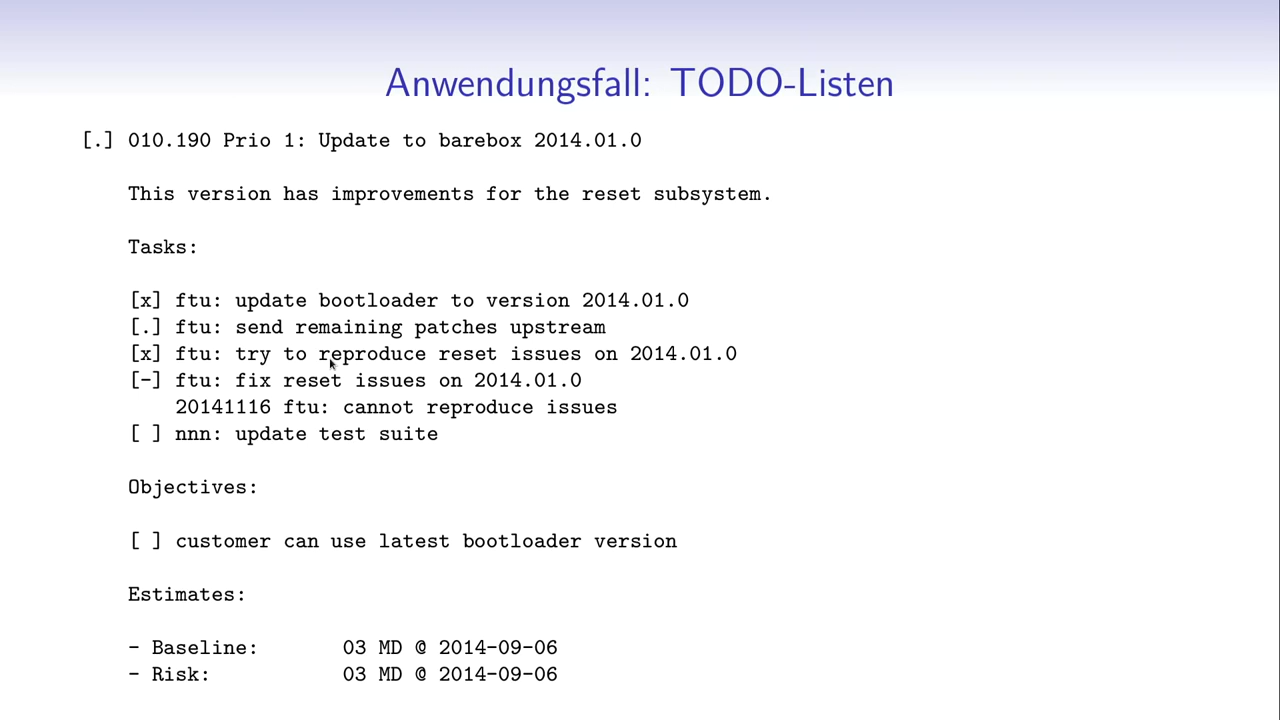 Anwendungsfall: TODO-Listen
[.] 010.190 Prio 1: Update to barebox 2014.01.0
This version has improvements for the reset subsystem.
Tasks:
[x] ftu: update bootloader to version 2014.01.0
[.] ftu: send remaining patches upstream
[x] ftu: try to reproduce reset issues on 2014.01.0
[-] ftu: fix reset issues on 2014.01.0
20141116 ftu: cannot reproduce issues
[ ] nnn: update test suite
Objectives:
[ ] customer can use latest bootloader version
Estimates:
- Baseline: 03 MD @ 2014-09-06
- Risk: 03 MD @ 2014-09-06